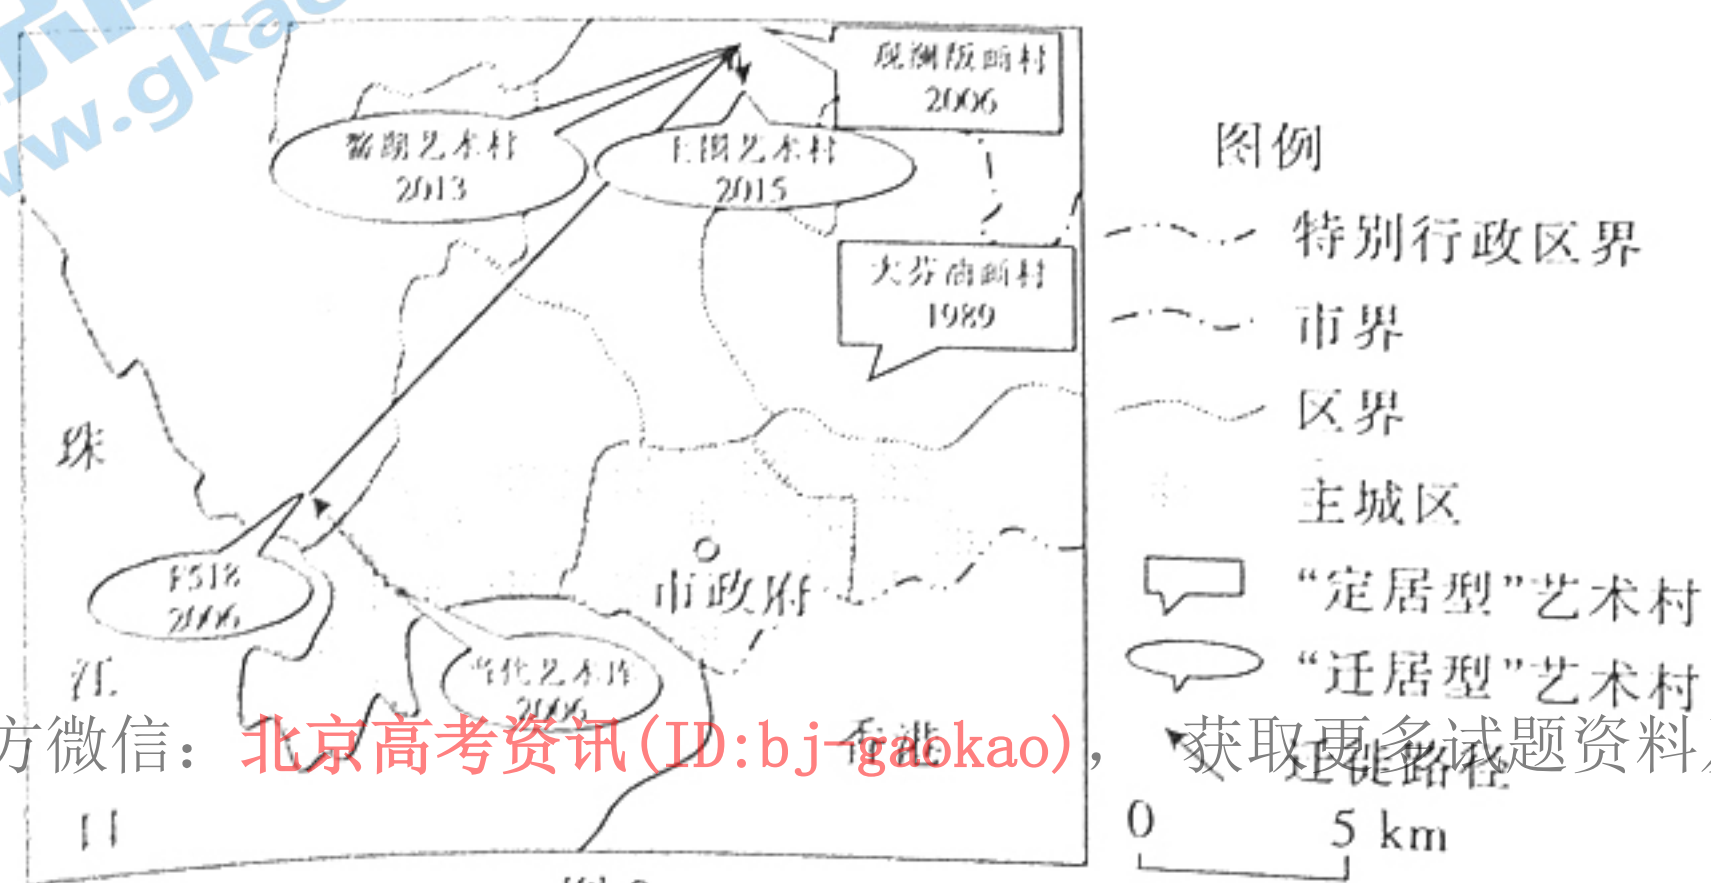 www.gkao
观澜版画村
2006
鳌湖艺术村
2013
上围艺术村
2015
大芬油画村
1989
珠
江
口
F518
2006
当代艺术库
2006
市政府
香港
图例
特别行政区界
市界
区界
主城区
“定居型”艺术村
“迁居型”艺术村
迁徙路径
0 5 km
方微信：北京高考资讯(ID:bj-gaokao)，获取更多试题资料